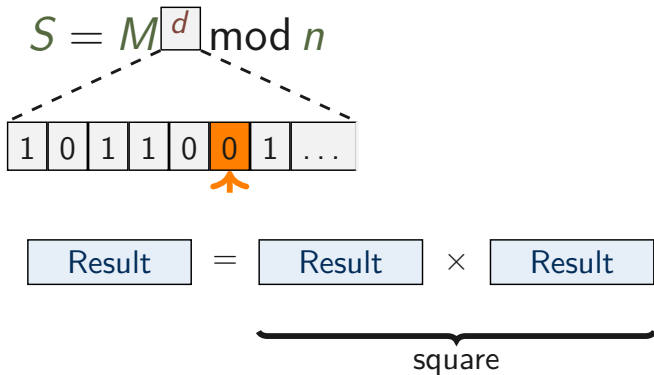 S = M^d mod n
1 0 1 1 0 0 1 ...
Result = Result × Result
square